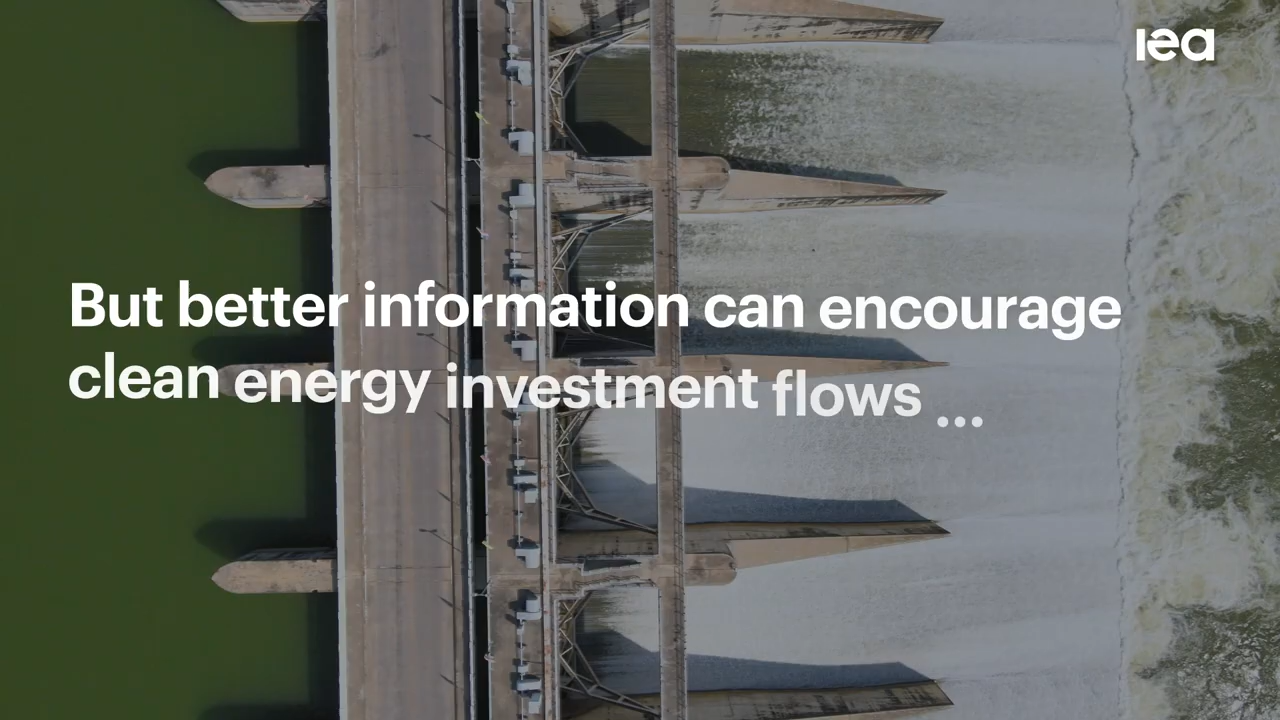 iea
But better information can encourage
clean energy investment flows ...